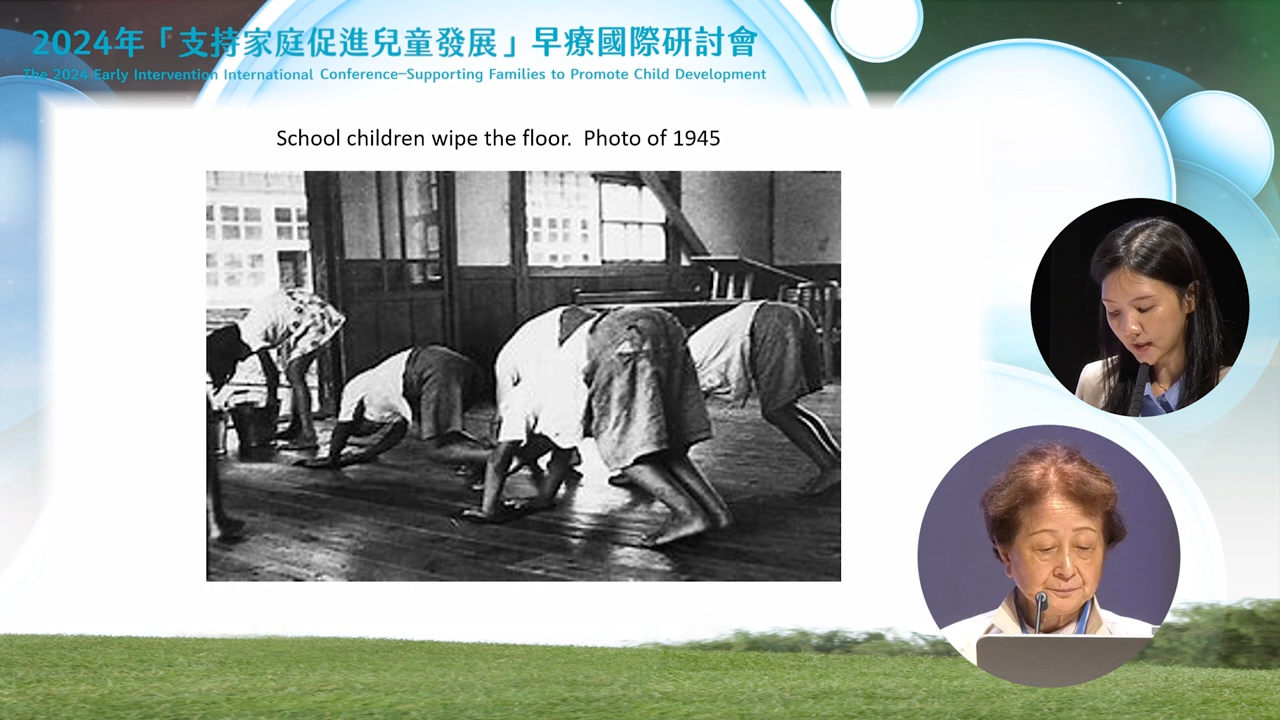 2024年「支持家庭促進兒童發展」早療國際研討會
The 2024 Early Intervention International Conference–Supporting Families to Promote Child Development
School children wipe the floor.  Photo of 1945